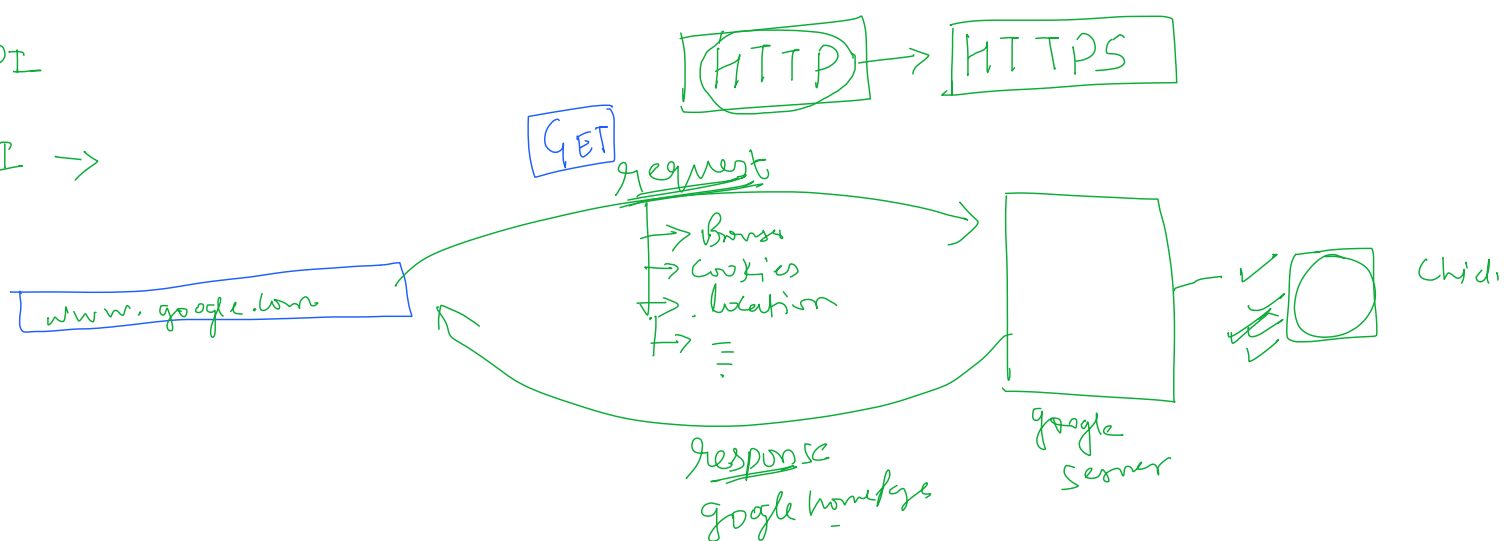 HTTP → HTTPS
GET
request
→ Browser
→ Cookies
→ location
www.google.com
response
google homepage
google
server